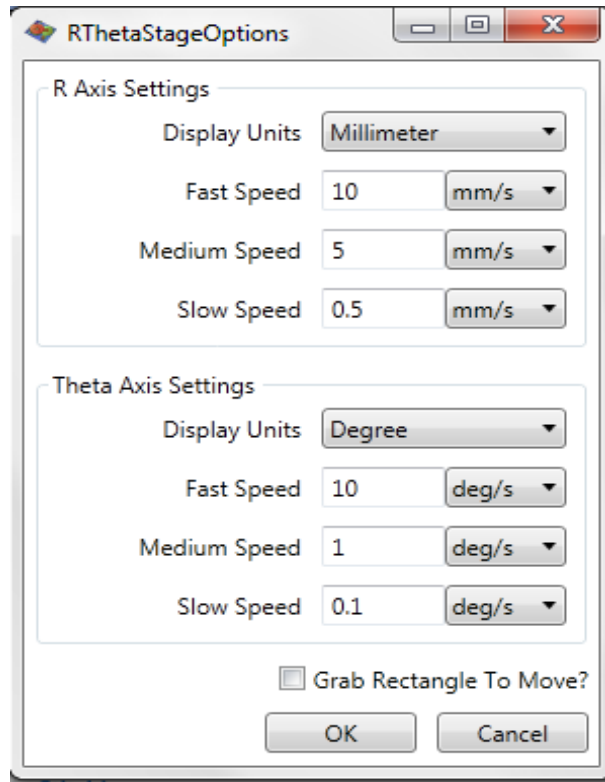 RThetaStageOptions
R Axis Settings
Display Units Millimeter
Fast Speed 10 mm/s
Medium Speed 5 mm/s
Slow Speed 0.5 mm/s
Theta Axis Settings
Display Units Degree
Fast Speed 10 deg/s
Medium Speed 1 deg/s
Slow Speed 0.1 deg/s
Grab Rectangle To Move?
OK Cancel